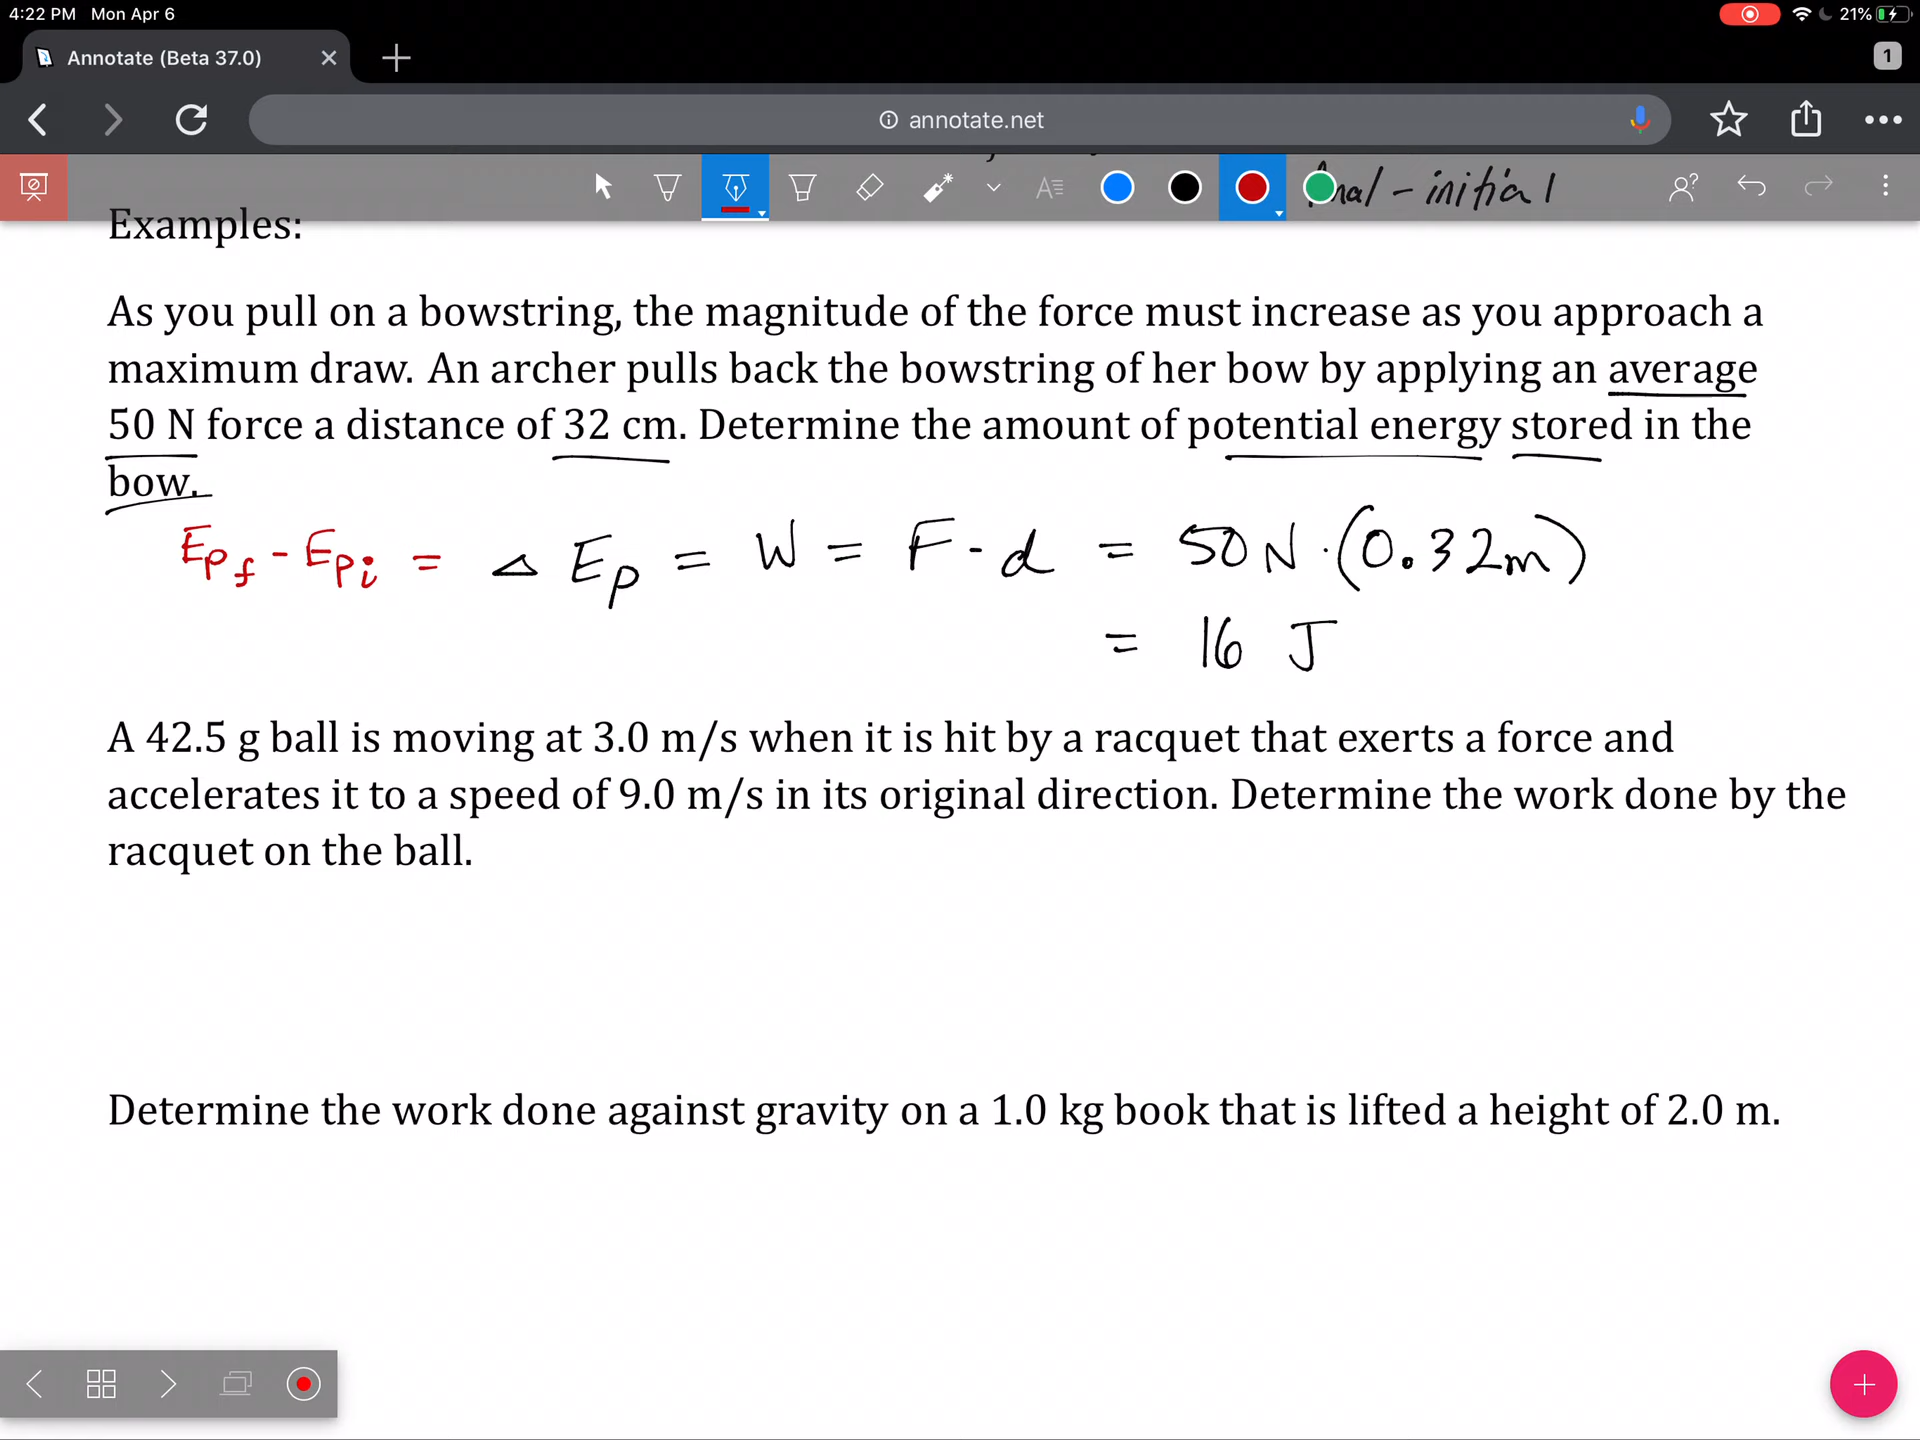 4:22 PM Mon Apr 6 21%
Annotate (Beta 37.0) 1
annotate.net
- initial
Examples:
As you pull on a bowstring, the magnitude of the force must increase as you approach a
maximum draw. An archer pulls back the bowstring of her bow by applying an average
50 N force a distance of 32 cm. Determine the amount of potential energy stored in the
bow.
Epf - Epi = △ Ep = W = F · d = 50 N · (0.32m)
= 16 J
A 42.5 g ball is moving at 3.0 m/s when it is hit by a racquet that exerts a force and
accelerates it to a speed of 9.0 m/s in its original direction. Determine the work done by the
racquet on the ball.
Determine the work done against gravity on a 1.0 kg book that is lifted a height of 2.0 m.